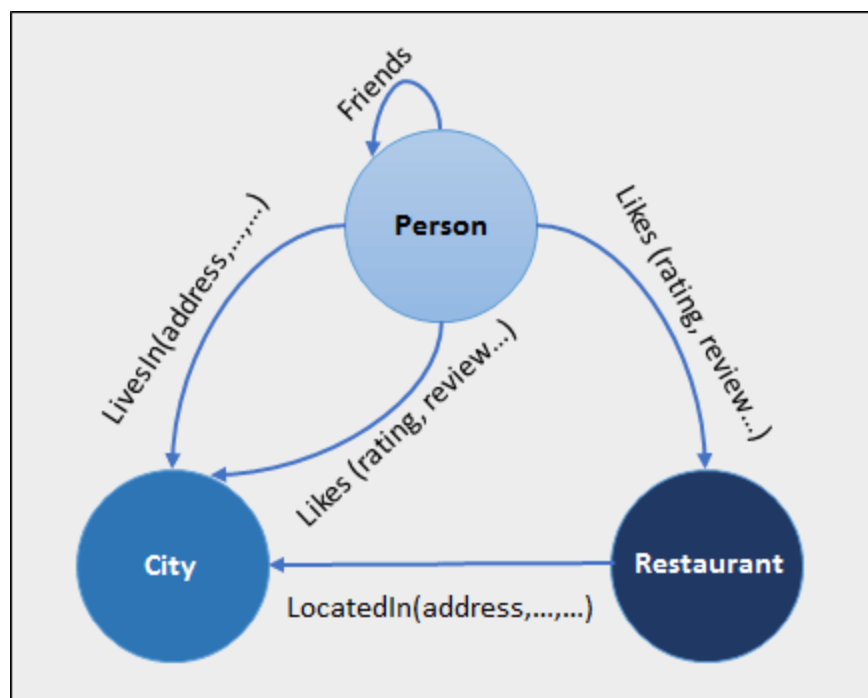 Friends
Person
LivesIn(address,...,...)
Likes (rating, review...)
Likes (rating, review...)
City
Restaurant
LocatedIn(address,...,...)